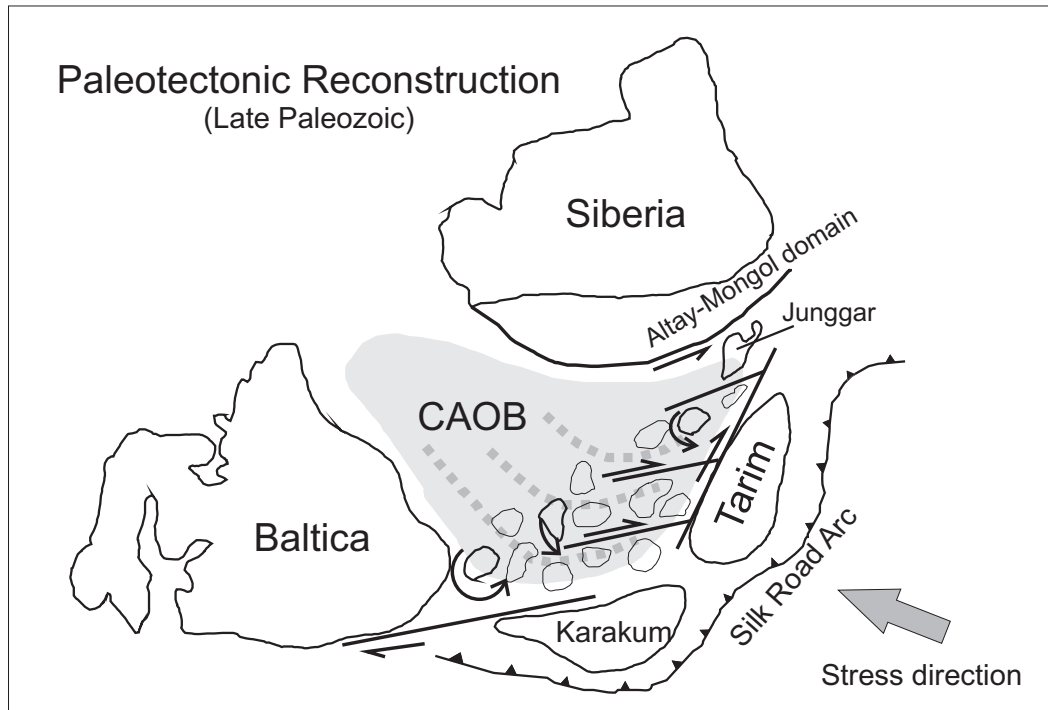 Paleotectonic Reconstruction
(Late Paleozoic)
Siberia
Altay-Mongol domain
Junggar
CAOB
Tarim
Baltica
Silk Road Arc
Karakum
Stress direction